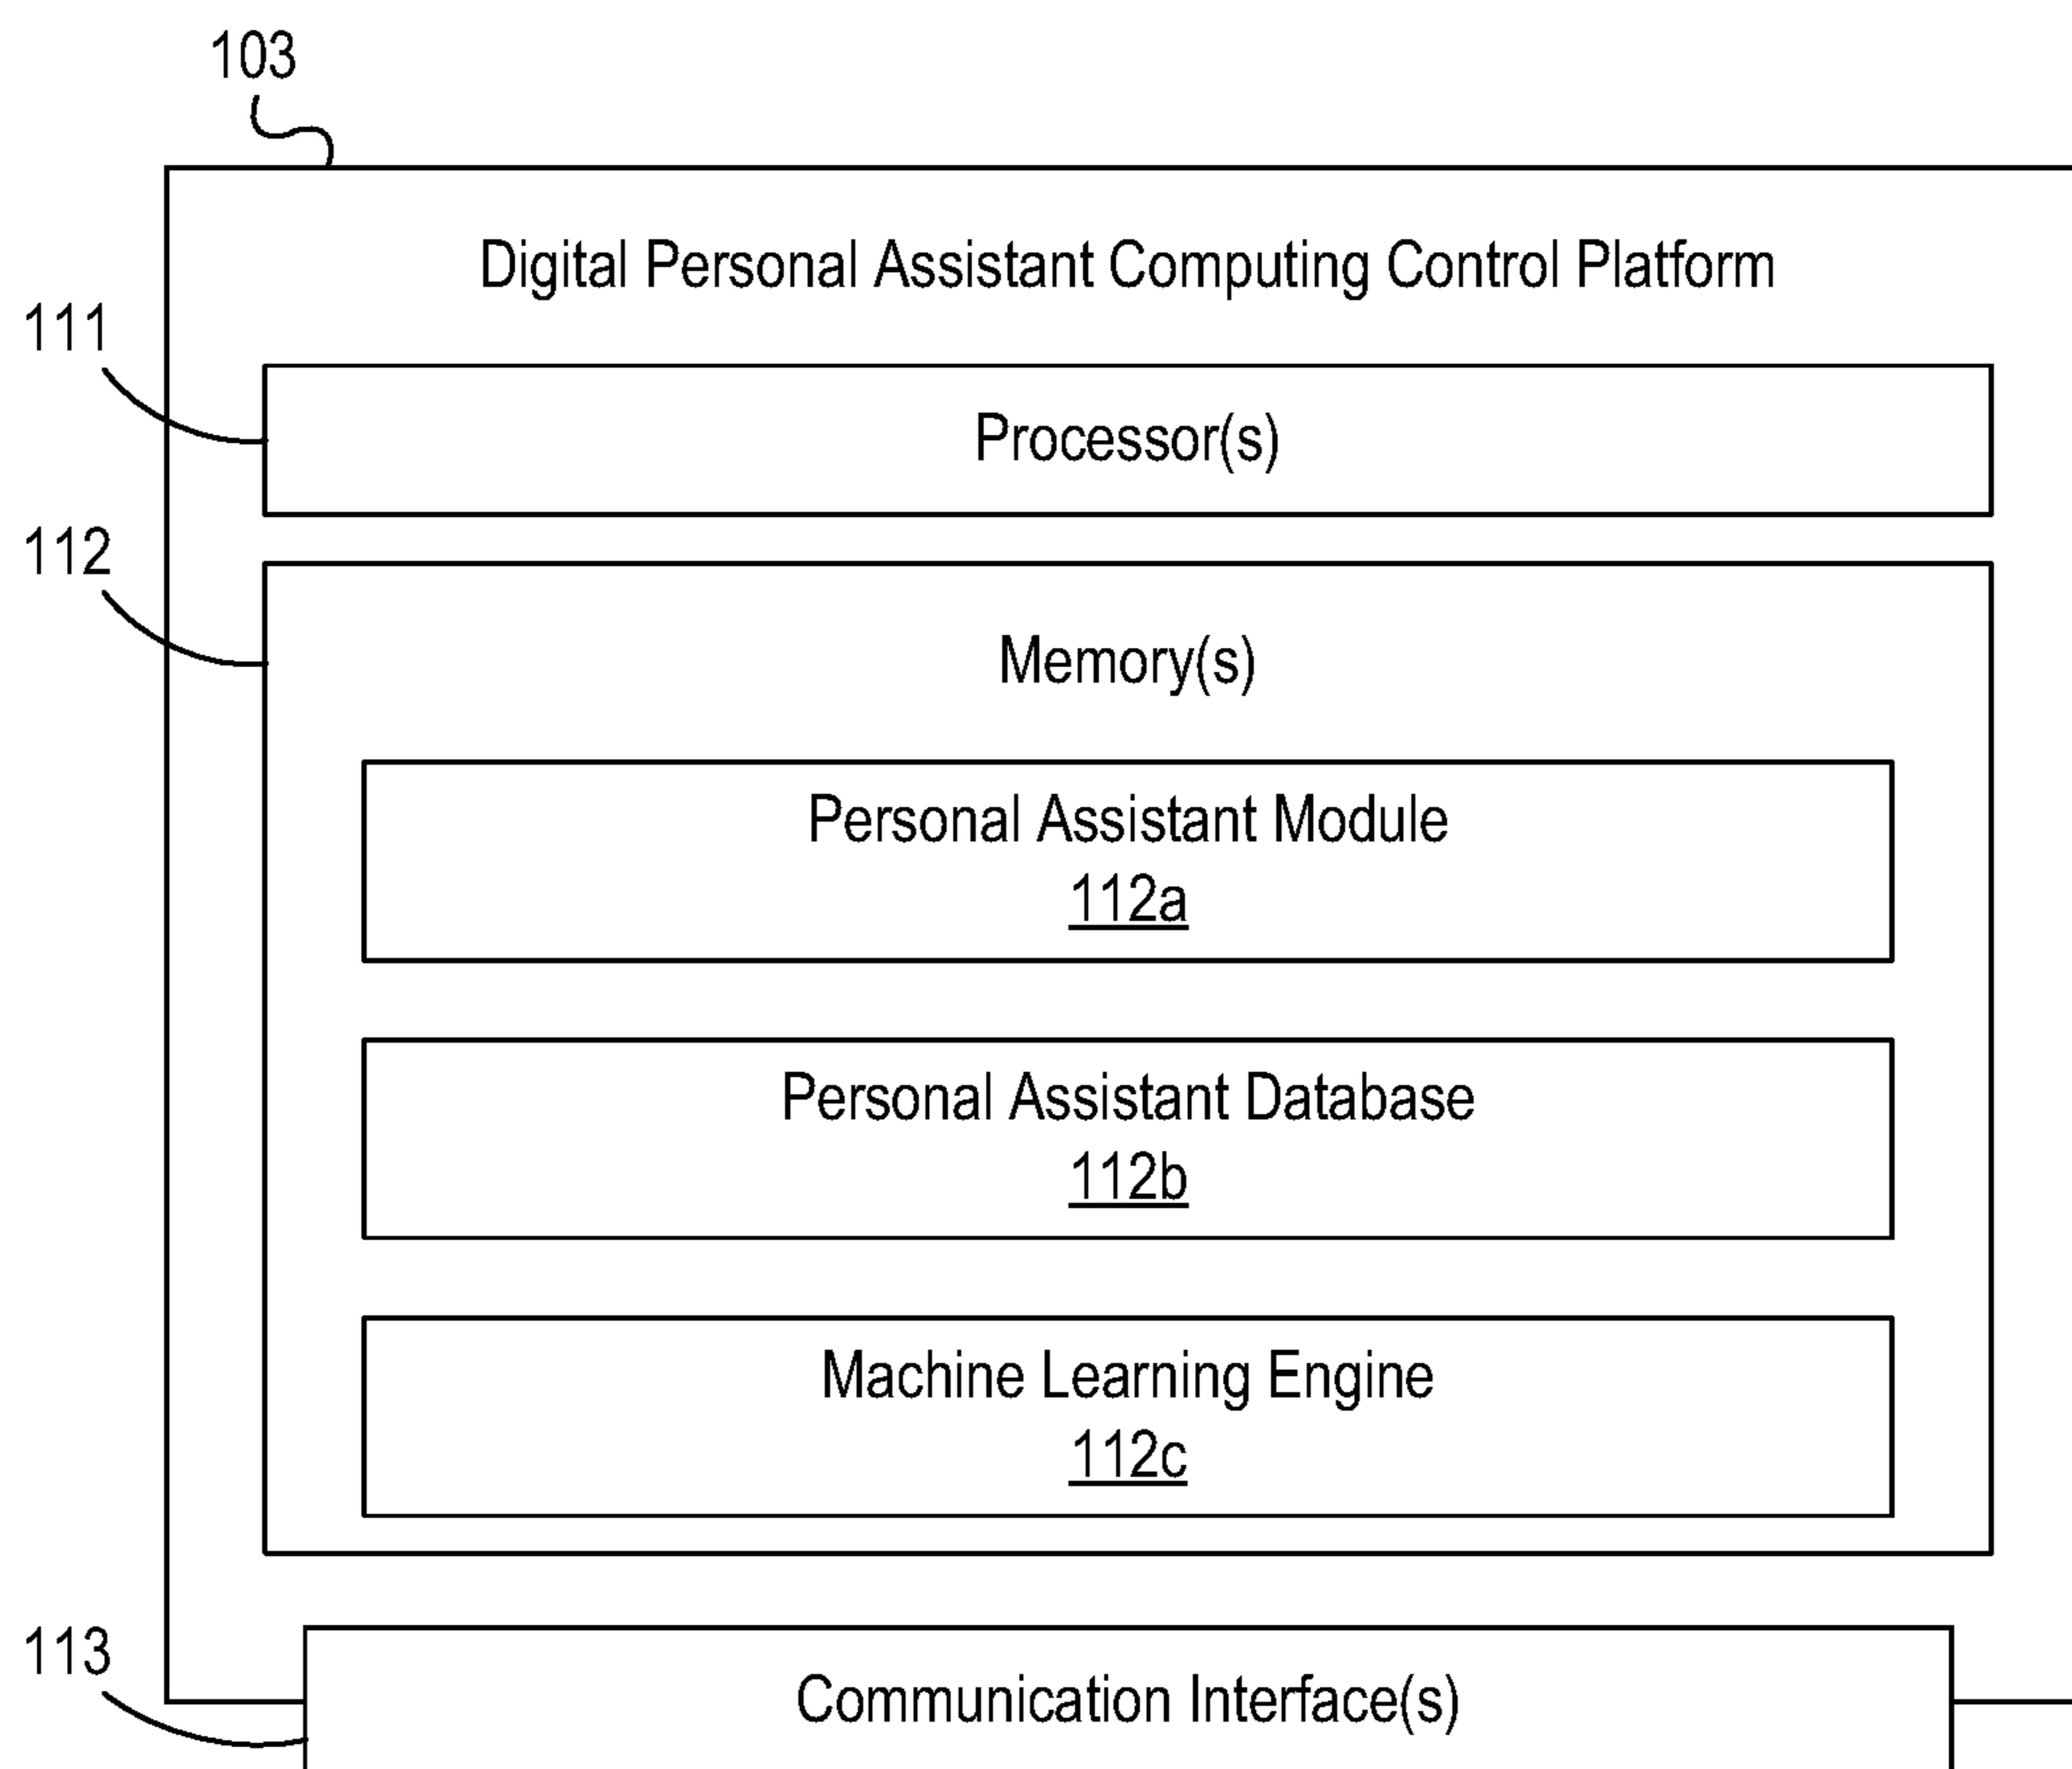 103
Digital Personal Assistant Computing Control Platform
111
Processor(s)
112
Memory(s)
Personal Assistant Module
112a
Personal Assistant Database
112b
Machine Learning Engine
112c
113
Communication Interface(s)